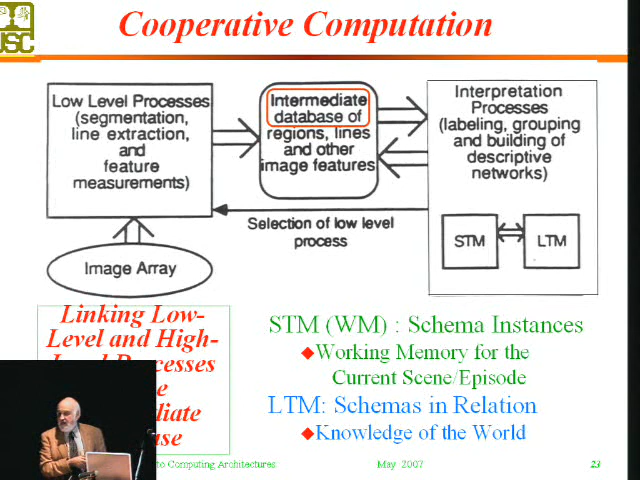 USC
Cooperative Computation
Low Level Processes
(segmentation,
line extraction,
and
feature
measurements)
Intermediate
database of
regions, lines
and other
image features
Interpretation
Processes
(labeling, grouping
and building of
descriptive
networks)
STM
LTM
Selection of low level
process
Image Array
Linking Low-
Level and High-
STM (WM) : Schema Instances
Working Memory for the
Current Scene/Episode
LTM: Schemas in Relation
Knowledge of the World
to Computing Architectures
May 2007
23